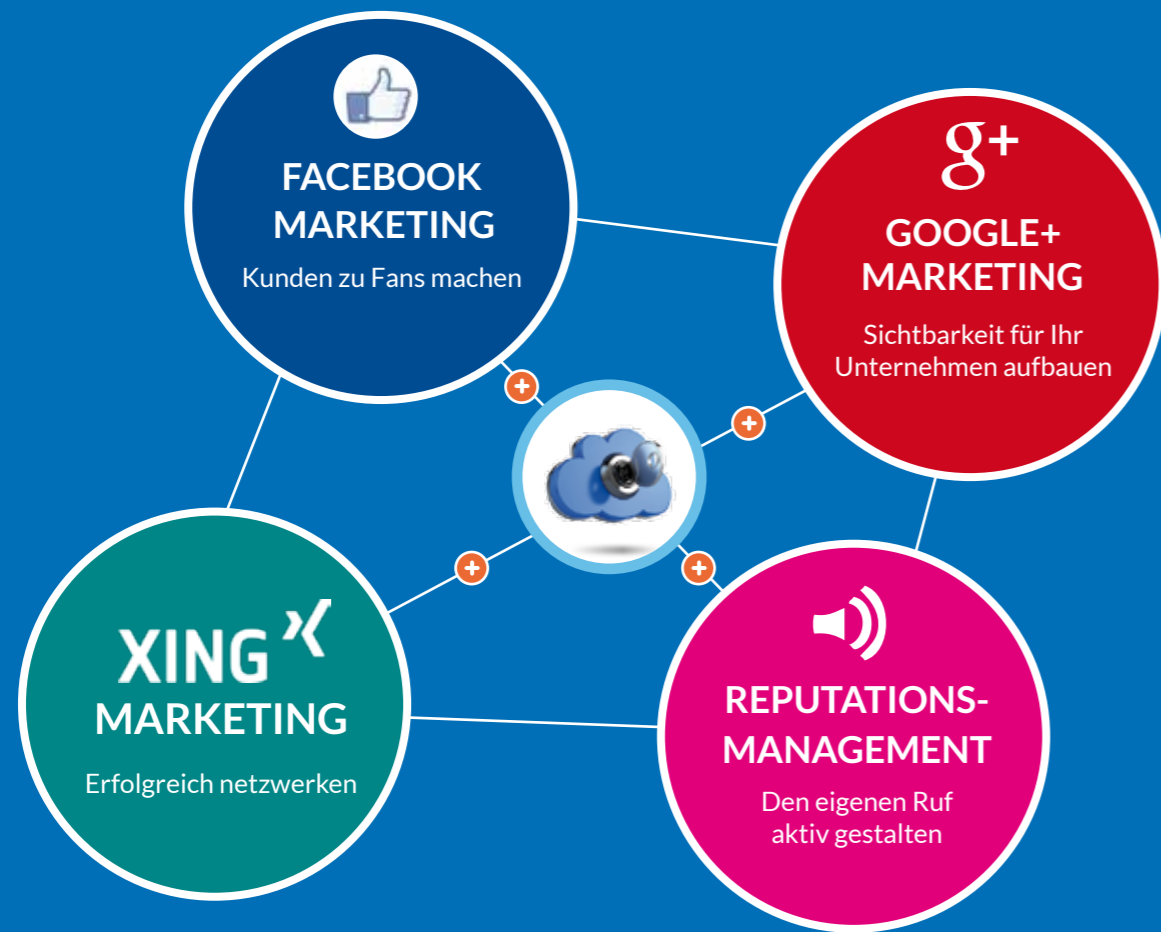 FACEBOOK
MARKETING
Kunden zu Fans machen
g+
GOOGLE+
MARKETING
Sichtbarkeit für Ihr
Unternehmen aufbauen
XING
MARKETING
Erfolgreich netzwerken
REPUTATIONS-
MANAGEMENT
Den eigenen Ruf
aktiv gestalten